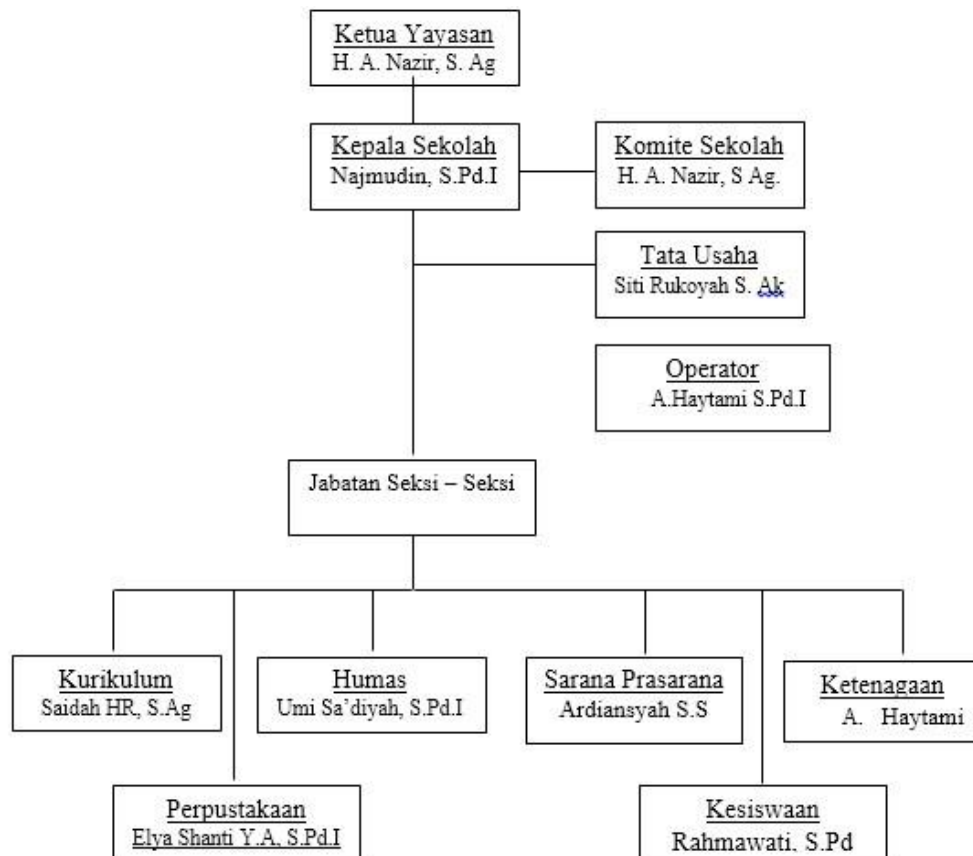 Ketua Yayasan
H. A. Nazir, S. Ag
Kepala Sekolah
Najmudin, S.Pd.I
Komite Sekolah
H. A. Nazir, S Ag.
Tata Usaha
Siti Rukoyah S. Ak
Operator
A.Haytami S.Pd.I
Jabatan Seksi – Seksi
Kurikulum
Saidah HR, S.Ag
Humas
Umi Sa’diyah, S.Pd.I
Sarana Prasarana
Ardiansyah S.S
Ketenagaan
A. Haytami
Perpustakaan
Elya Shanti Y.A, S.Pd.I
Kesiswaan
Rahmawati, S.Pd